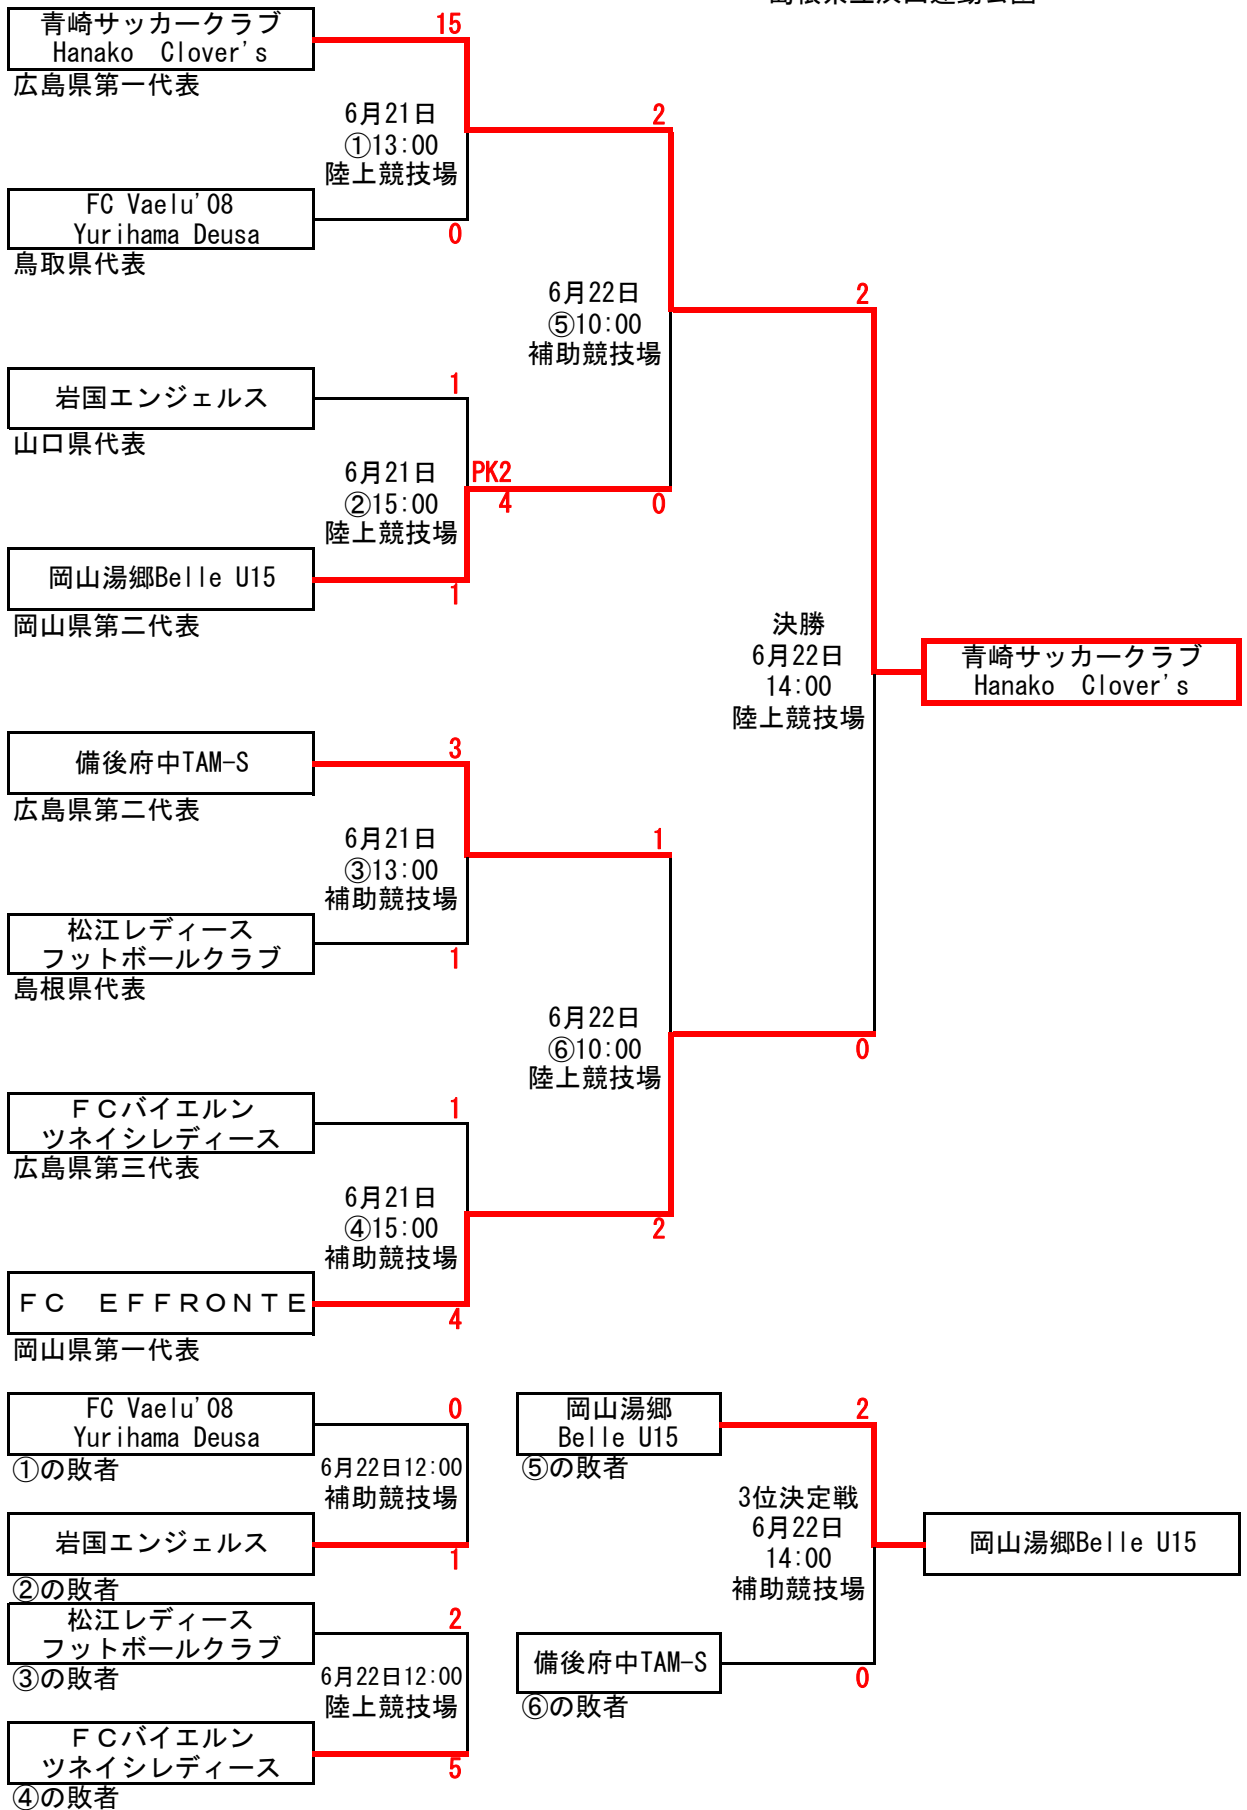 青崎サッカークラブ
Hanako　Clover's
広島県第一代表
15
6月21日
①13:00
陸上競技場
2
FC Vaelu'08
Yurihama Deusa
鳥取県代表
0
6月22日
⑤10:00
補助競技場
2
岩国エンジェルス
山口県代表
1
6月21日
②15:00
陸上競技場
PK2
4
0
岡山湯郷Belle U15
岡山県第二代表
1
決勝
6月22日
14:00
陸上競技場
青崎サッカークラブ
Hanako　Clover's
備後府中TAM-S
広島県第二代表
3
6月21日
③13:00
補助競技場
1
松江レディース
フットボールクラブ
島根県代表
1
6月22日
⑥10:00
陸上競技場
0
ＦＣバイエルン
ツネイシレディース
広島県第三代表
1
6月21日
④15:00
補助競技場
2
ＦＣ　ＥＦＦＲＯＮＴＥ
岡山県第一代表
4
FC Vaelu'08
Yurihama Deusa
①の敗者
0
6月22日12:00
補助競技場
岩国エンジェルス
②の敗者
1
松江レディース
フットボールクラブ
③の敗者
2
6月22日12:00
陸上競技場
ＦＣバイエルン
ツネイシレディース
④の敗者
5
岡山湯郷
Belle U15
⑤の敗者
2
3位決定戦
6月22日
14:00
補助競技場
岡山湯郷Belle U15
備後府中TAM-S
⑥の敗者
0